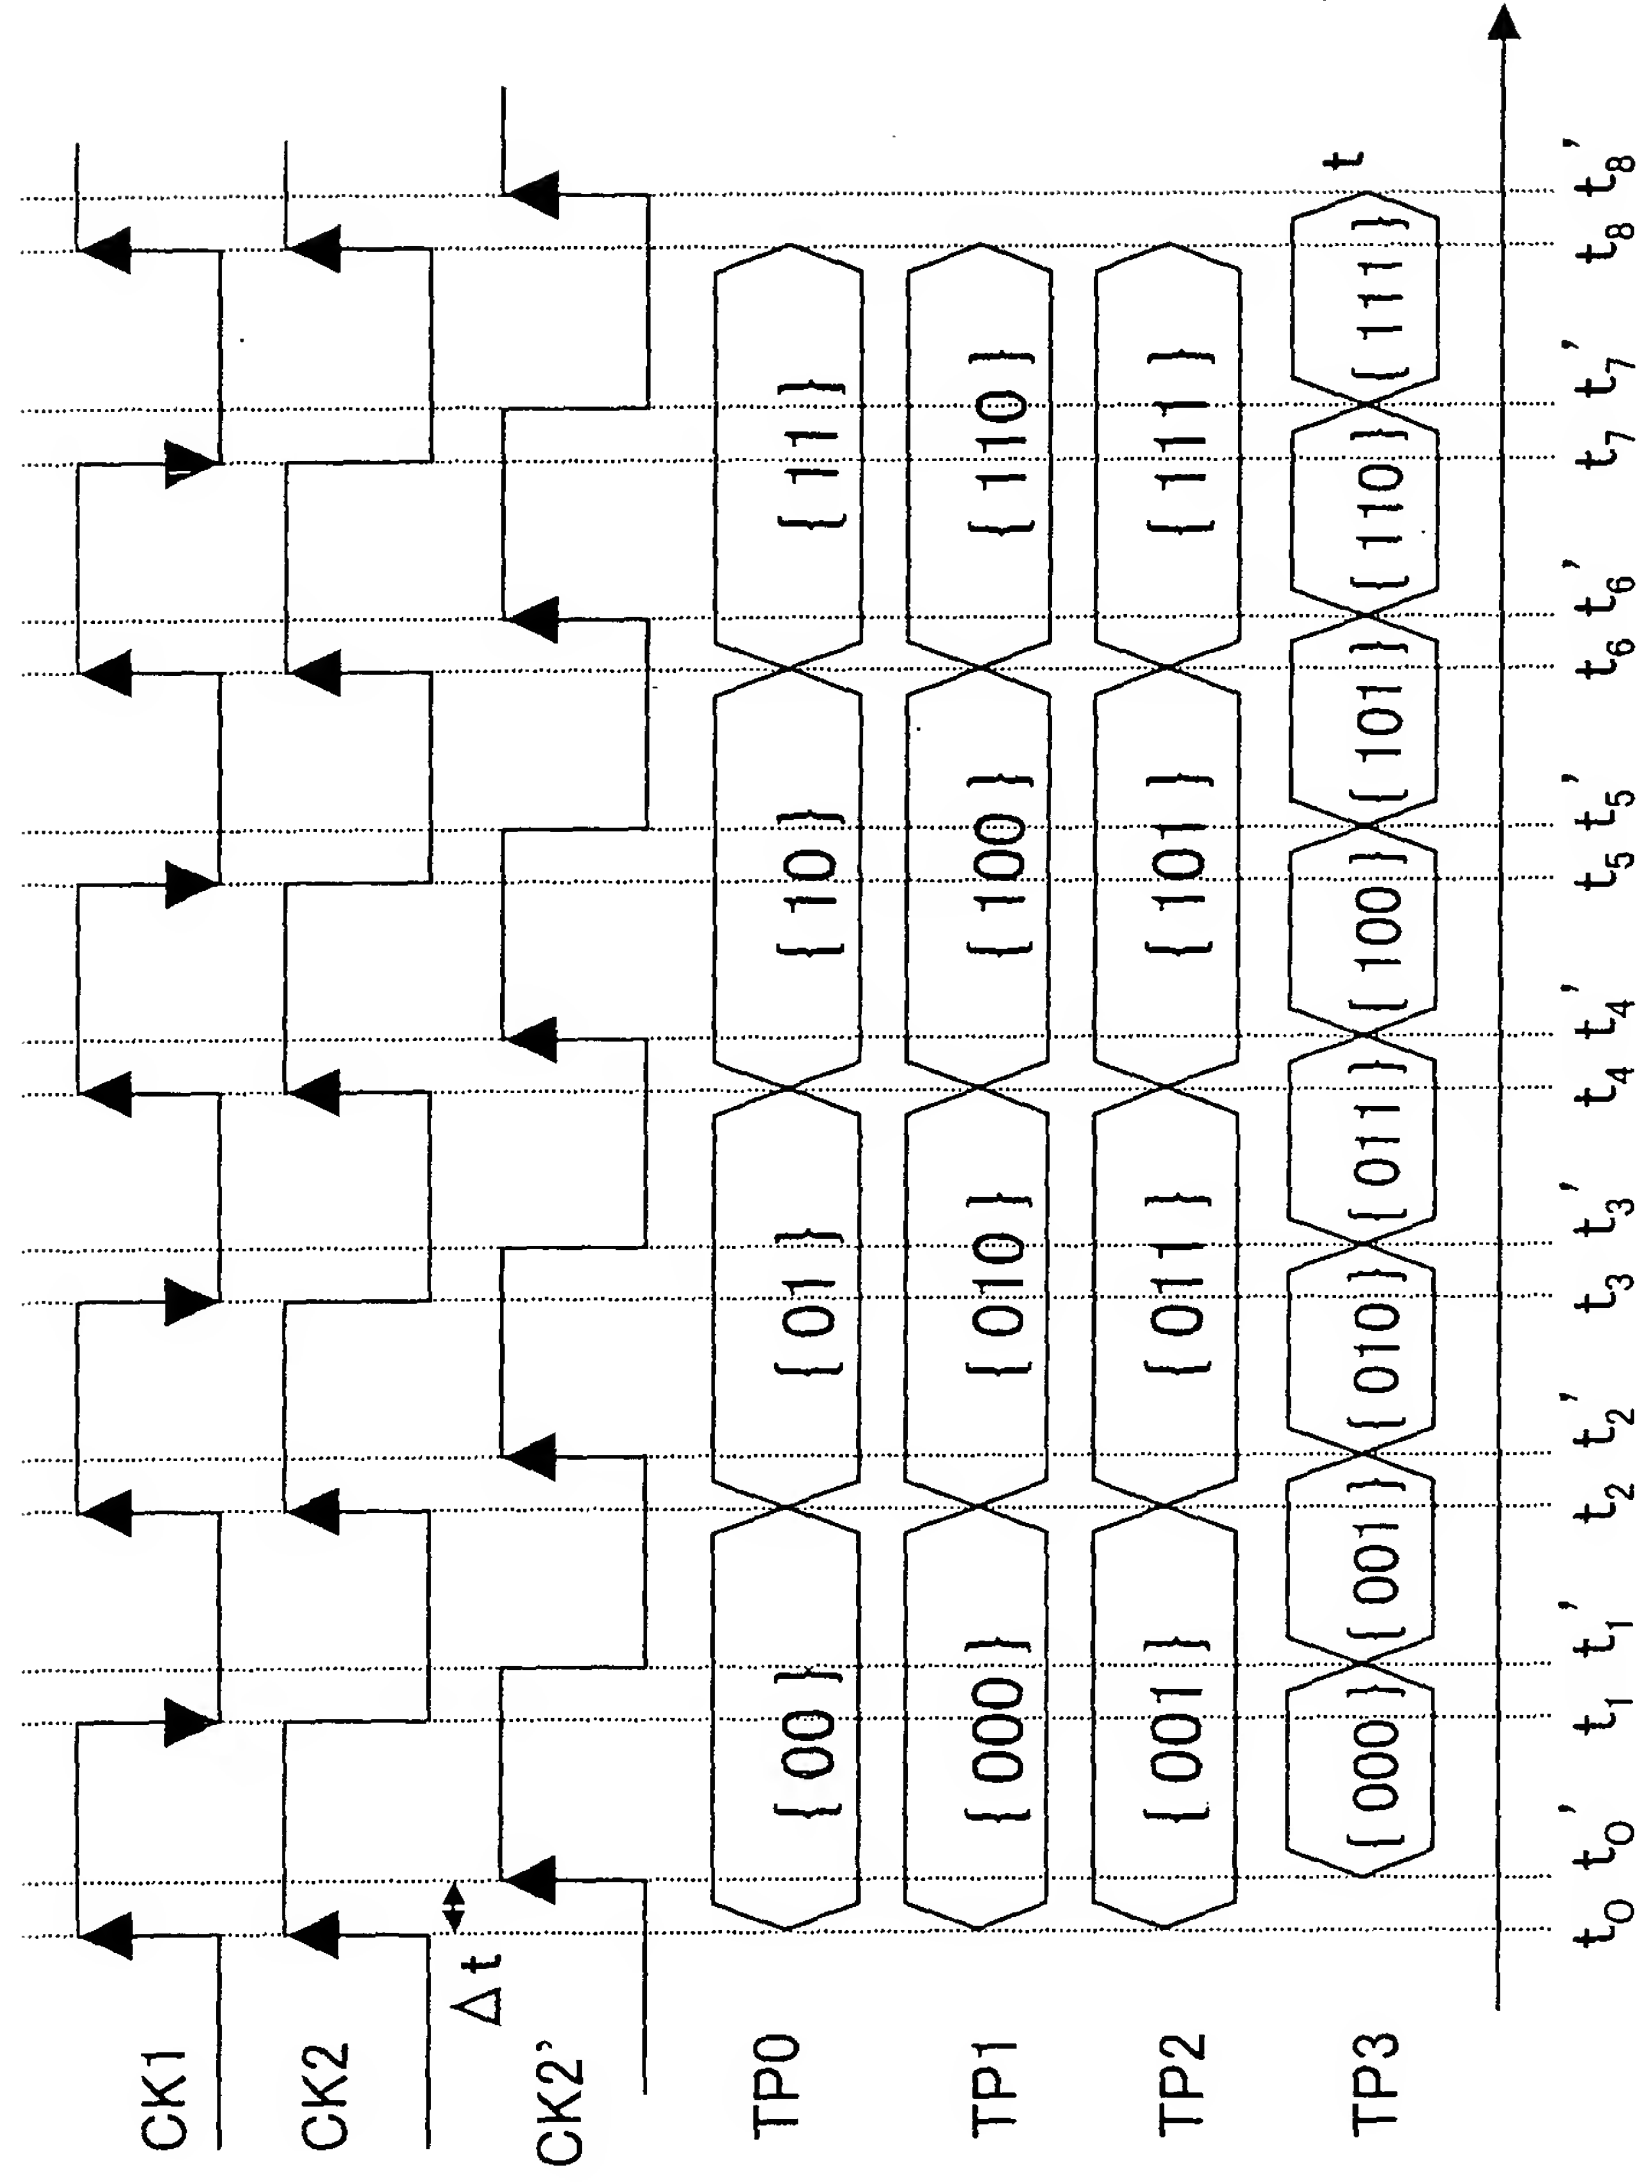 CK1
CK2
Δt
CK2’
TP0 { 00 } { 01 } { 10 } { 11 }
TP1 { 000 } { 010 } { 100 } { 110 }
TP2 { 001 } { 011 } { 101 } { 111 }
TP3 { 000 } { 001 } { 010 } { 011 } { 100 } { 101 } { 110 } { 111 } t
t0 t0’ t1 t1’ t2 t2’ t3 t3’ t4 t4’ t5 t5’ t6 t6’ t7 t7’ t8 t8’